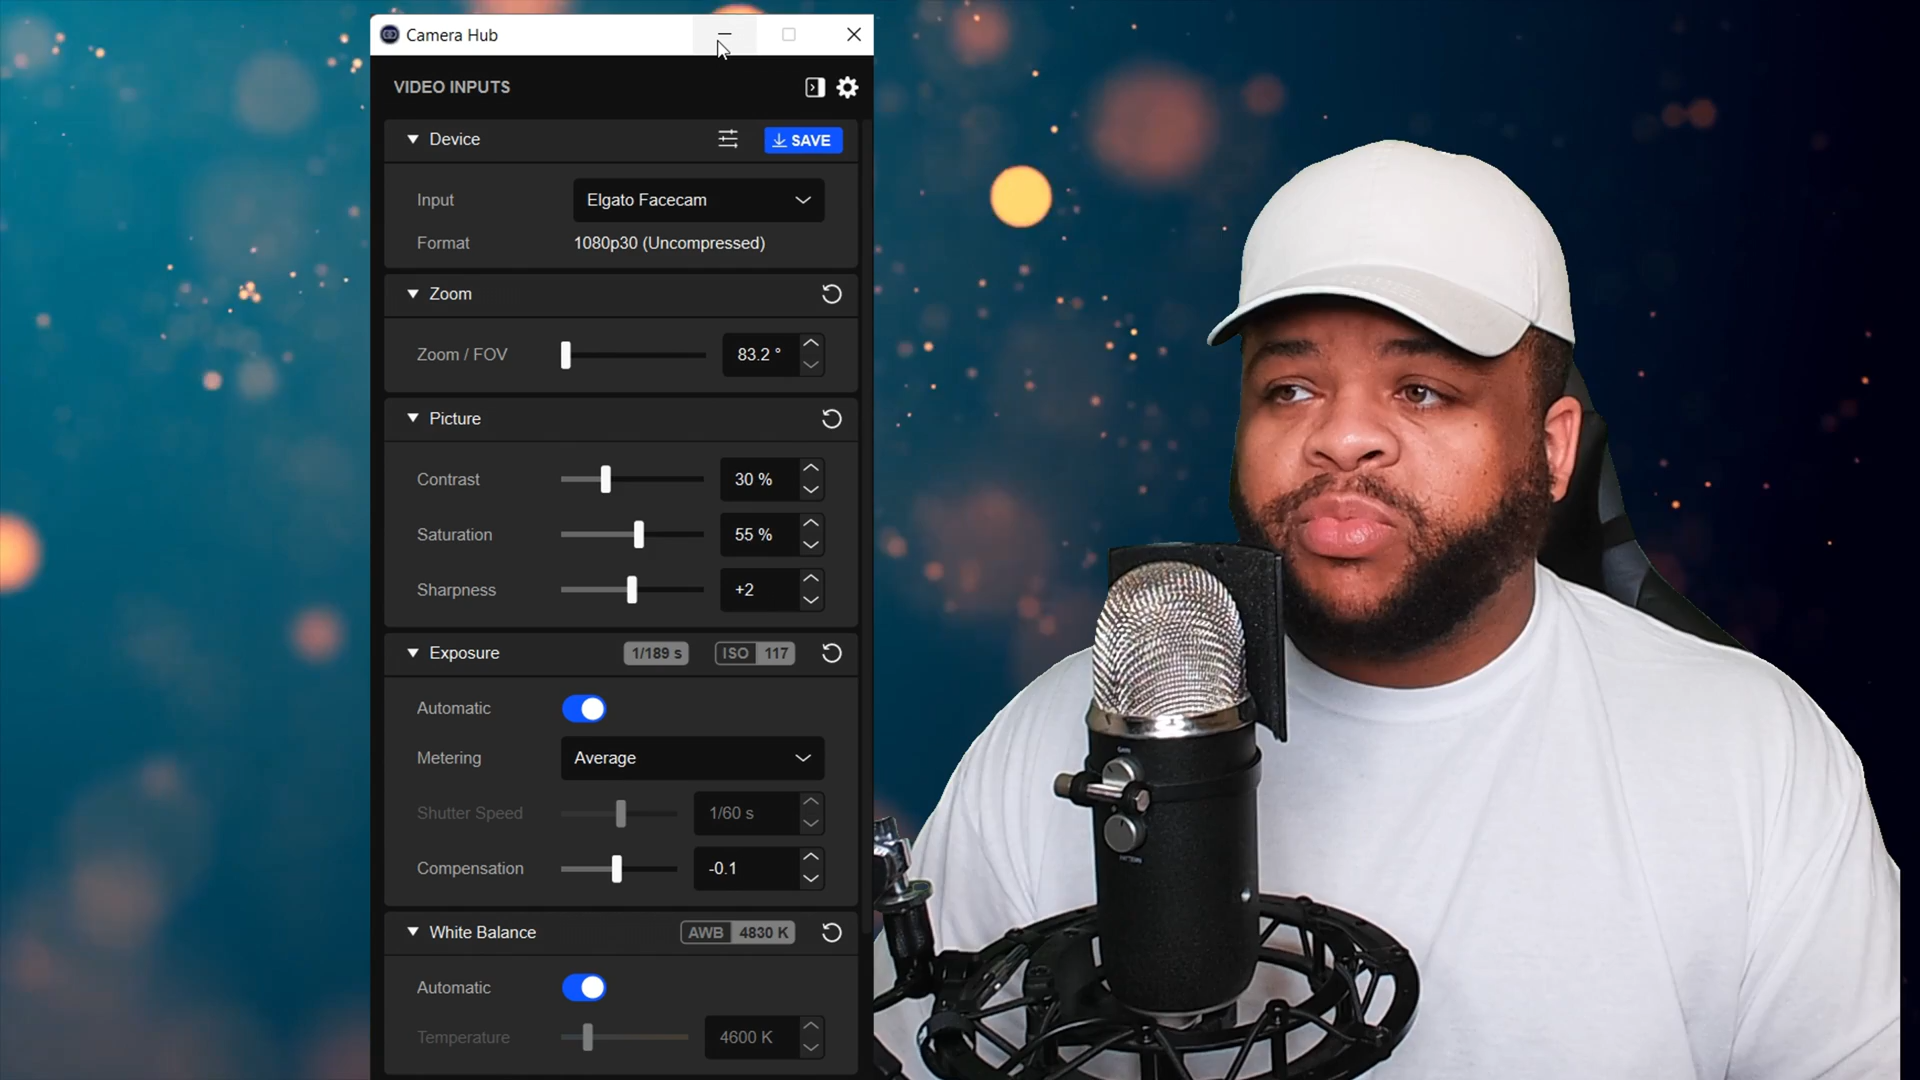 Camera Hub
VIDEO INPUTS
Device
SAVE
Input
Elgato Facecam
Format
1080p30 (Uncompressed)
Zoom
Zoom / FOV
83.2 °
Picture
Contrast
30 %
Saturation
55 %
Sharpness
+2
Exposure
1/189 s
ISO 117
Automatic
Metering
Average
Shutter Speed
1/60 s
Compensation
-0.1
White Balance
AWB 4830 K
Automatic
Temperature
4600 K
GAIN